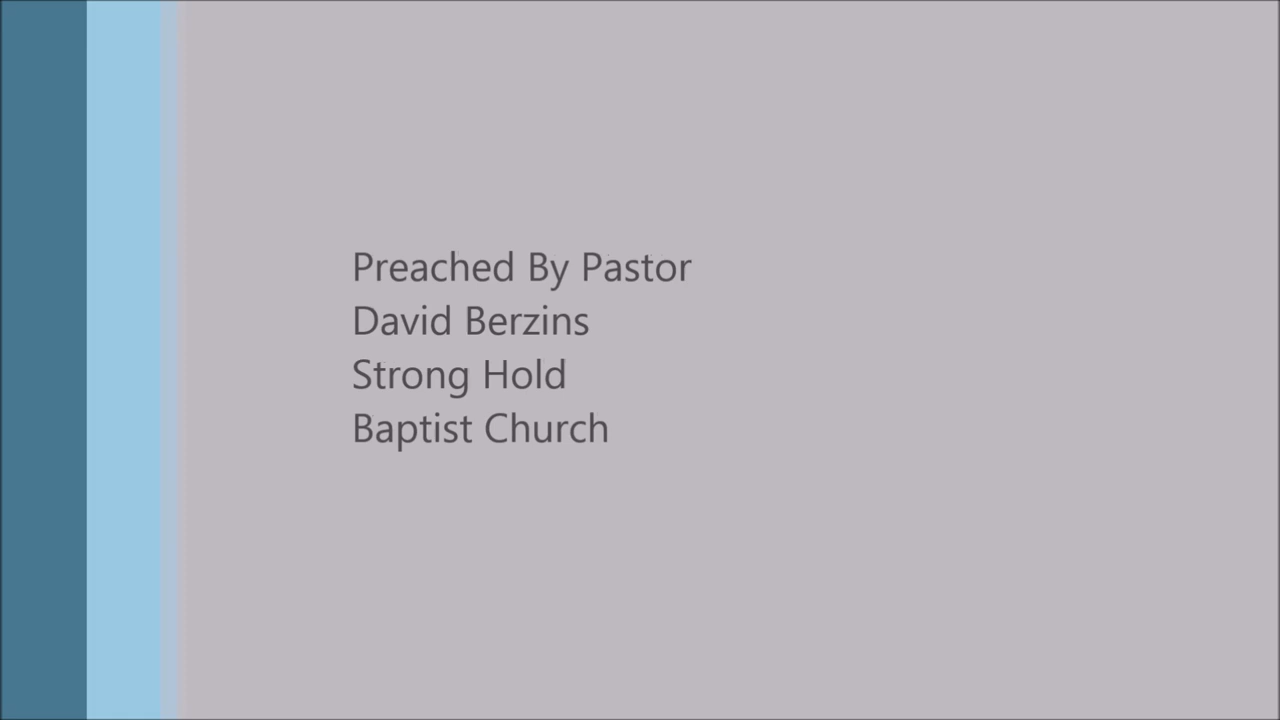 Preached By Pastor
David Berzins
Strong Hold
Baptist Church